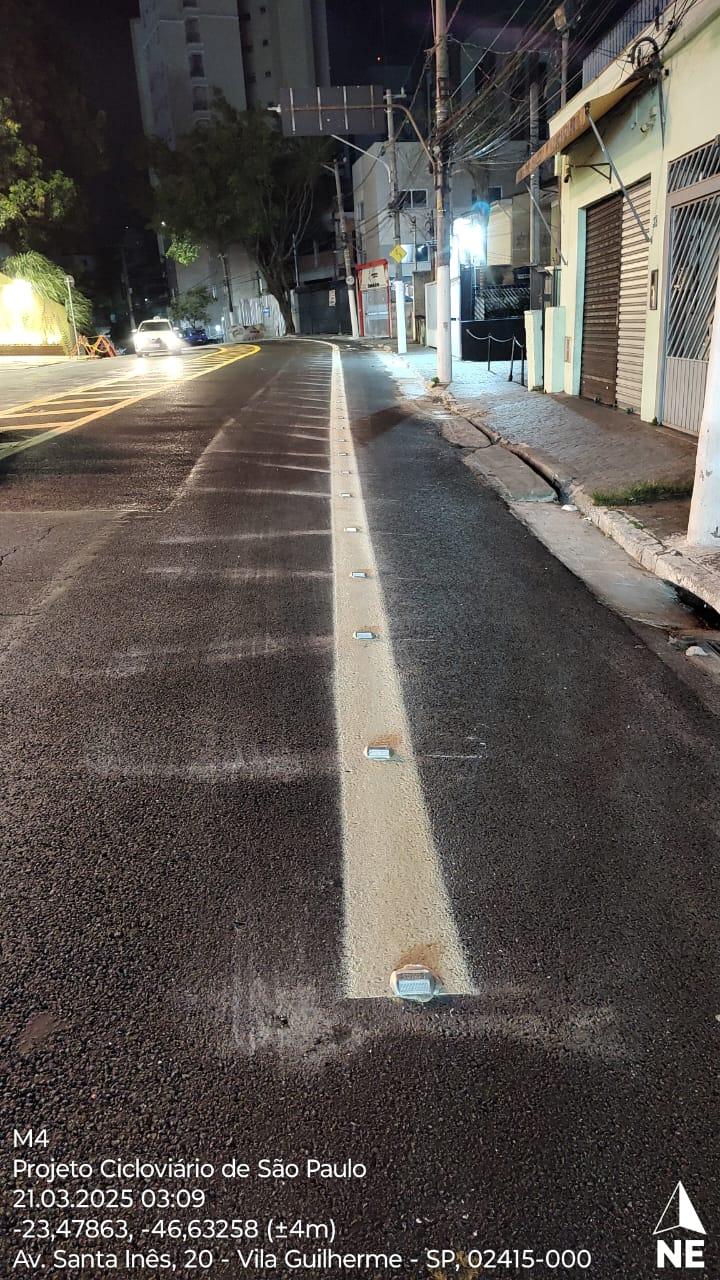 M4
Projeto Cicloviário de São Paulo
21.03.2025 03:09
-23,47863, -46,63258 (±4m)
Av. Santa Inês, 20 - Vila Guilherme - SP, 02415-000
NE